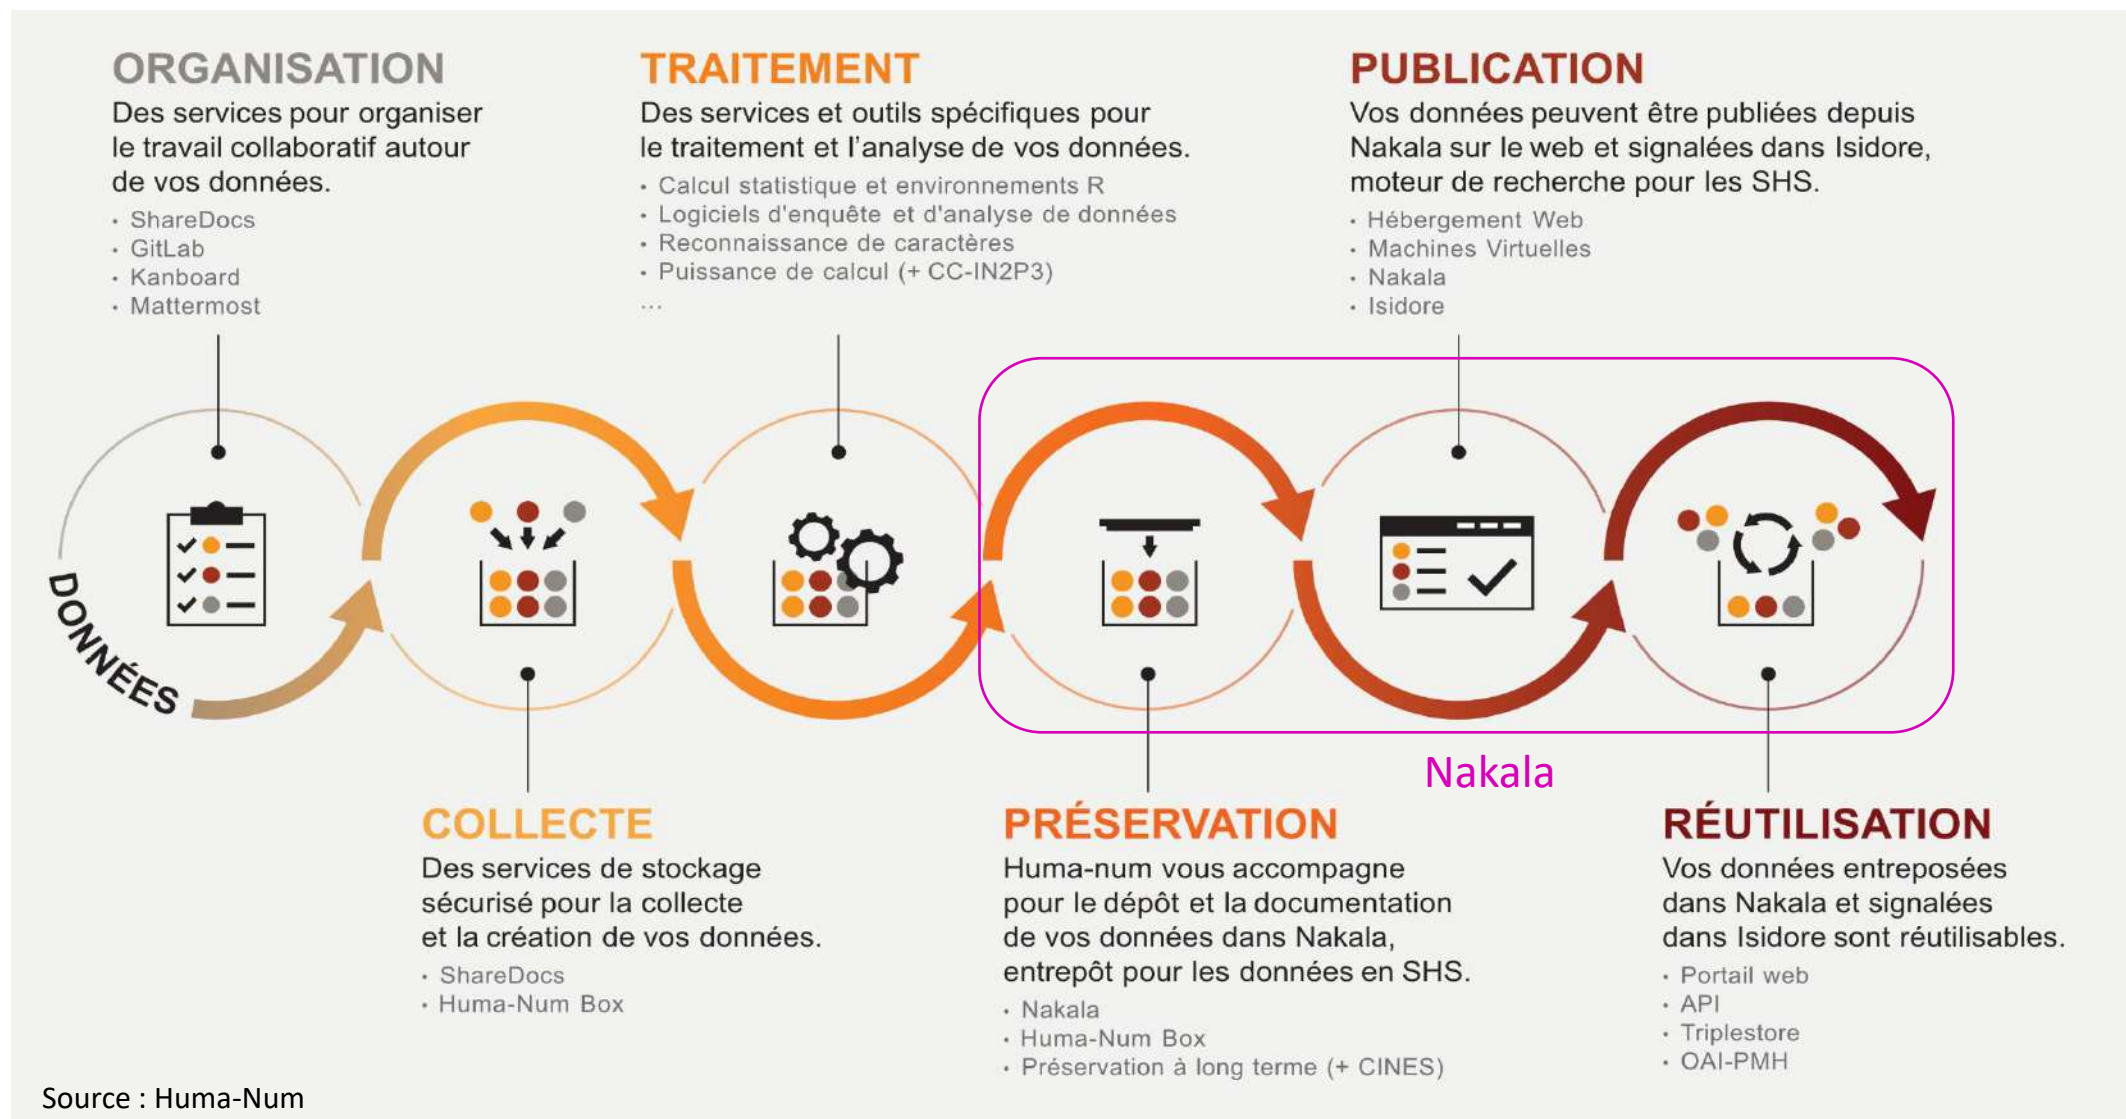 ORGANISATION
Des services pour organiser
le travail collaboratif autour
de vos données.
· ShareDocs
· GitLab
· Kanboard
· Mattermost
TRAITEMENT
Des services et outils spécifiques pour
le traitement et l'analyse de vos données.
· Calcul statistique et environnements R
· Logiciels d'enquête et d'analyse de données
· Reconnaissance de caractères
· Puissance de calcul (+ CC-IN2P3)
...
PUBLICATION
Vos données peuvent être publiées depuis
Nakala sur le web et signalées dans Isidore,
moteur de recherche pour les SHS.
· Hébergement Web
· Machines Virtuelles
· Nakala
· Isidore
DONNÉES
Nakala
COLLECTE
Des services de stockage
sécurisé pour la collecte
et la création de vos données.
· ShareDocs
· Huma-Num Box
PRÉSERVATION
Huma-num vous accompagne
pour le dépôt et la documentation
de vos données dans Nakala,
entrepôt pour les données en SHS.
· Nakala
· Huma-Num Box
· Préservation à long terme (+ CINES)
RÉUTILISATION
Vos données entreposées
dans Nakala et signalées
dans Isidore sont réutilisables.
· Portail web
· API
· Triplestore
· OAI-PMH
Source : Huma-Num